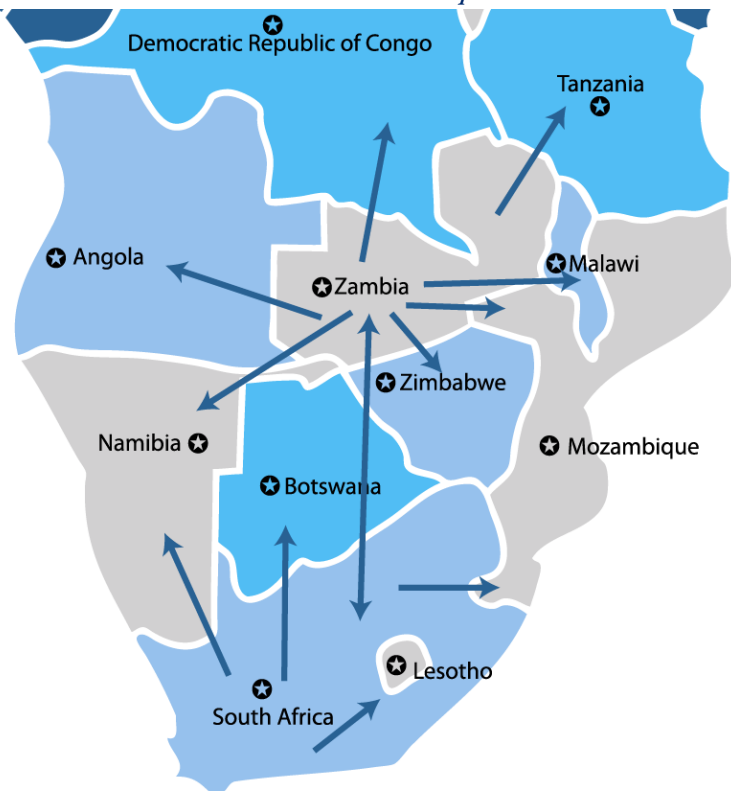 Democratic Republic of Congo
Tanzania
Angola
Malawi
Zambia
Zimbabwe
Namibia
Mozambique
Botswana
Lesotho
South Africa